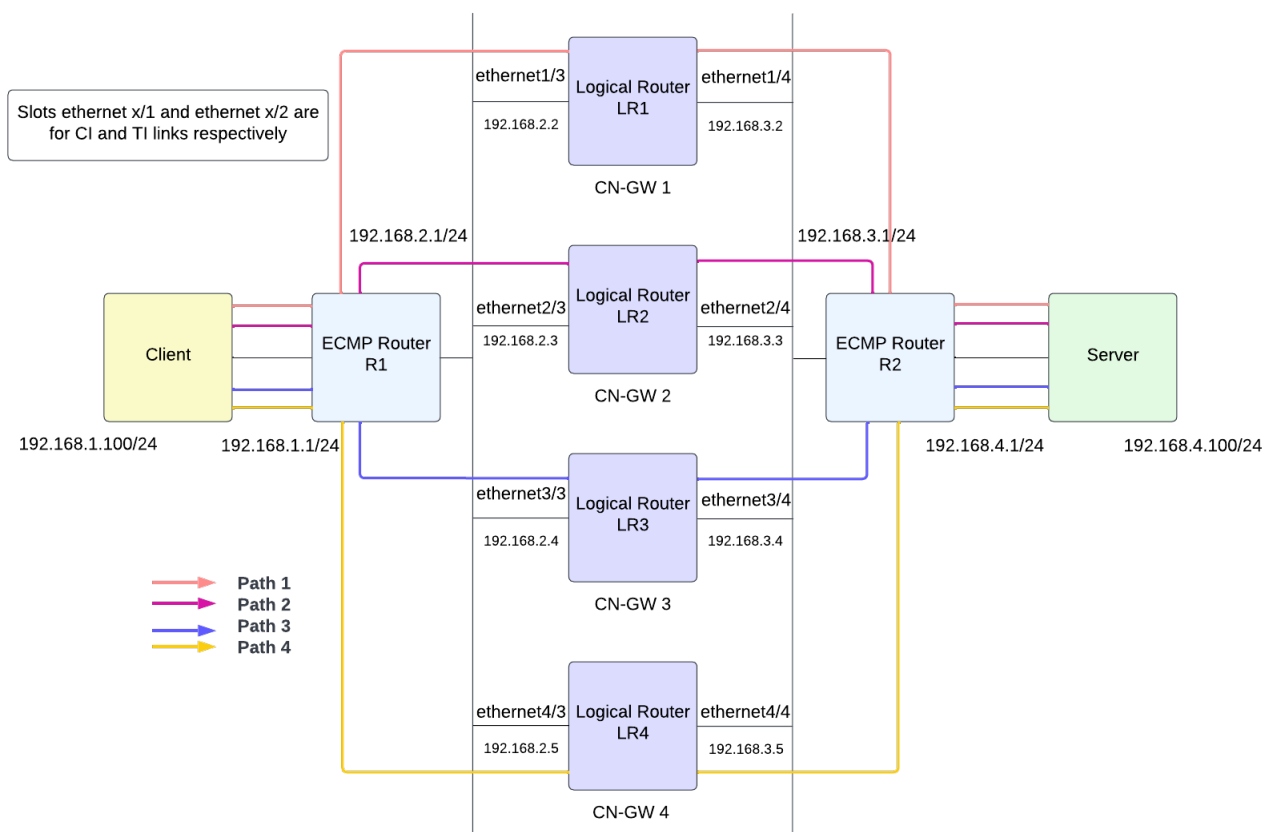 ethernet1/3
Logical Router
LR1
ethernet1/4
192.168.2.2
192.168.3.2
CN-GW 1
Slots ethernet x/1 and ethernet x/2 are
for CI and TI links respectively
192.168.2.1/24
192.168.3.1/24
ethernet2/3
Logical Router
LR2
ethernet2/4
192.168.2.3
192.168.3.3
CN-GW 2
Client
ECMP Router
R1
ECMP Router
R2
Server
192.168.1.100/24
192.168.1.1/24
192.168.4.1/24
192.168.4.100/24
ethernet3/3
Logical Router
LR3
ethernet3/4
192.168.2.4
192.168.3.4
CN-GW 3
Path 1
Path 2
Path 3
Path 4
ethernet4/3
Logical Router
LR4
ethernet4/4
192.168.2.5
192.168.3.5
CN-GW 4